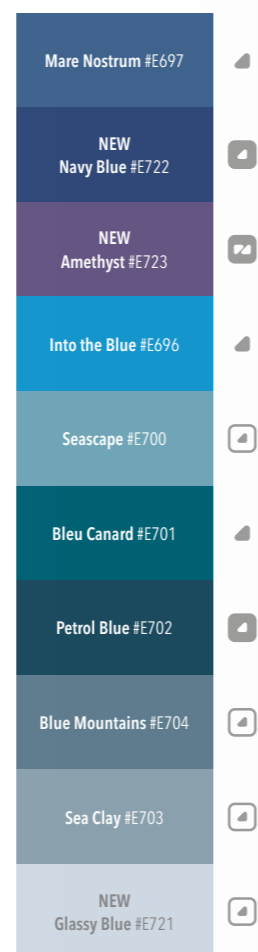 Mare Nostrum #E697
NEW
Navy Blue #E722
NEW
Amethyst #E723
Into the Blue #E696
Seascape #E700
Bleu Canard #E701
Petrol Blue #E702
Blue Mountains #E704
Sea Clay #E703
NEW
Glassy Blue #E721